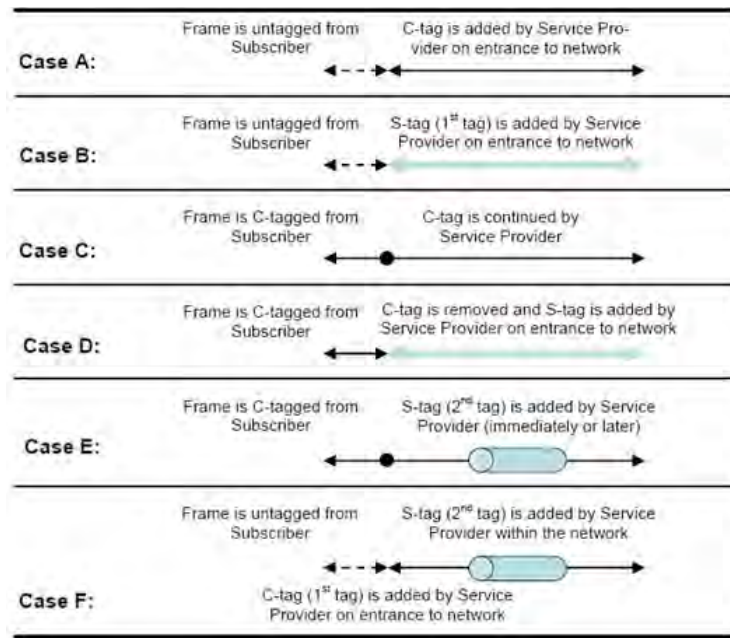 Frame is untagged from
Subscriber
C-tag is added by Service Pro-
vider on entrance to network
Case A:
Frame is untagged from
Subscriber
S-tag (1st tag) is added by Service
Provider on entrance to network
Case B:
Frame is C-tagged from
Subscriber
C-tag is continued by
Service Provider
Case C:
Frame is C-tagged from
Subscriber
C-tag is removed and S-tag is added by
Service Provider on entrance to network
Case D:
Frame is C-tagged from
Subscriber
S-tag (2nd tag) is added by Service
Provider (immediately or later)
Case E:
Frame is untagged from
Subscriber
S-tag (2nd tag) is added by Service
Provider within the network
Case F:
C-tag (1st tag) is added by Service
Provider on entrance to network